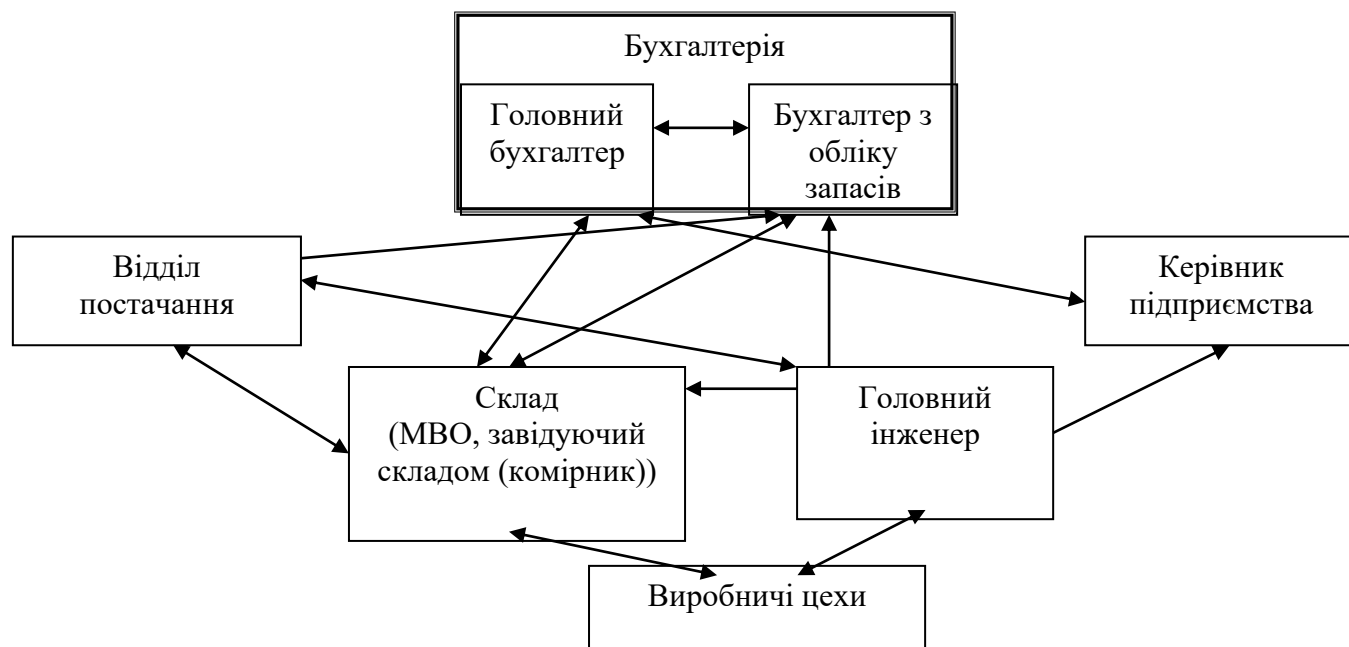 Бухгалтерія
Головний
бухгалтер
Бухгалтер з
обліку
запасів
Відділ
постачання
Керівник
підприємства
Склад
(МВО, завідуючий
складом (комірник))
Головний
інженер
Виробничі цехи